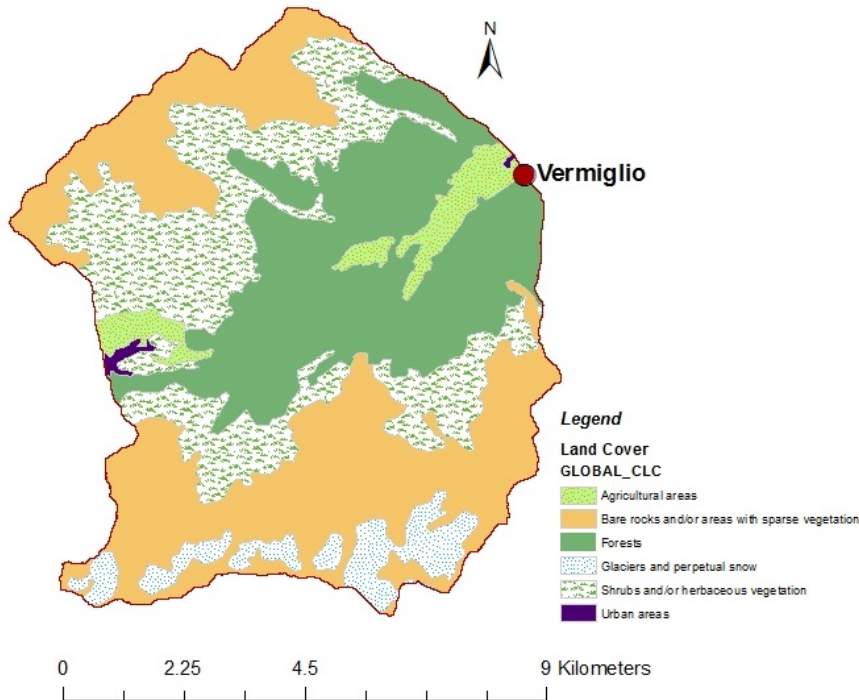 N
Vermiglio
Legend
Land Cover
GLOBAL_CLC
Agricultural areas
Bare rocks and/or areas with sparse vegetation
Forests
Glaciers and perpetual snow
Shrubs and/or herbaceous vegetation
Urban areas
0 2.25 4.5 9 Kilometers